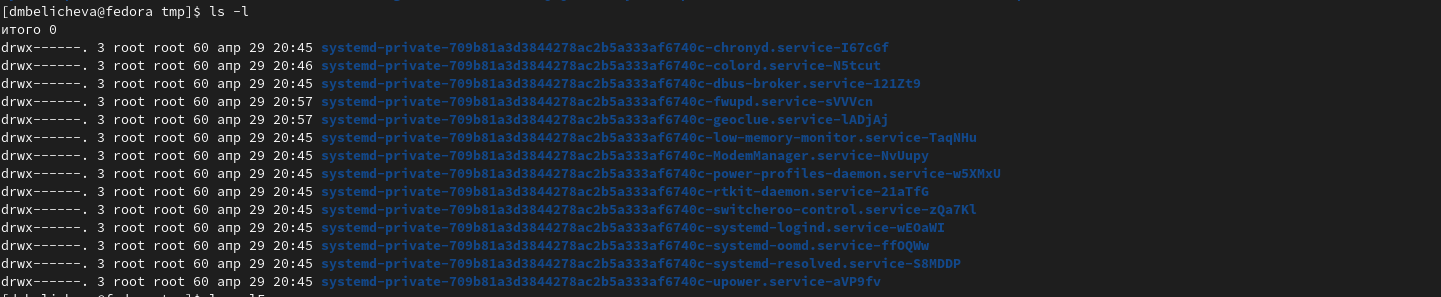 [dmbelicheva@fedora tmp]$ ls -l
итого 0
drwx------. 3 root root 60 апр 29 20:45 systemd-private-709b81a3d3844278ac2b5a333af6740c-chronyd.service-I67cGf
drwx------. 3 root root 60 апр 29 20:46 systemd-private-709b81a3d3844278ac2b5a333af6740c-colord.service-N5tcut
drwx------. 3 root root 60 апр 29 20:45 systemd-private-709b81a3d3844278ac2b5a333af6740c-dbus-broker.service-121Zt9
drwx------. 3 root root 60 апр 29 20:57 systemd-private-709b81a3d3844278ac2b5a333af6740c-fwupd.service-sVVVcn
drwx------. 3 root root 60 апр 29 20:57 systemd-private-709b81a3d3844278ac2b5a333af6740c-geoclue.service-lADjAj
drwx------. 3 root root 60 апр 29 20:45 systemd-private-709b81a3d3844278ac2b5a333af6740c-low-memory-monitor.service-TaqNHu
drwx------. 3 root root 60 апр 29 20:45 systemd-private-709b81a3d3844278ac2b5a333af6740c-ModemManager.service-NvUupy
drwx------. 3 root root 60 апр 29 20:45 systemd-private-709b81a3d3844278ac2b5a333af6740c-power-profiles-daemon.service-w5XMxU
drwx------. 3 root root 60 апр 29 20:45 systemd-private-709b81a3d3844278ac2b5a333af6740c-rtkit-daemon.service-21aTfG
drwx------. 3 root root 60 апр 29 20:45 systemd-private-709b81a3d3844278ac2b5a333af6740c-switcheroo-control.service-zQa7Kl
drwx------. 3 root root 60 апр 29 20:45 systemd-private-709b81a3d3844278ac2b5a333af6740c-systemd-logind.service-wEOaWI
drwx------. 3 root root 60 апр 29 20:45 systemd-private-709b81a3d3844278ac2b5a333af6740c-systemd-oomd.service-ffOQWw
drwx------. 3 root root 60 апр 29 20:45 systemd-private-709b81a3d3844278ac2b5a333af6740c-systemd-resolved.service-S8MDDP
drwx------. 3 root root 60 апр 29 20:45 systemd-private-709b81a3d3844278ac2b5a333af6740c-upower.service-aVP9fv